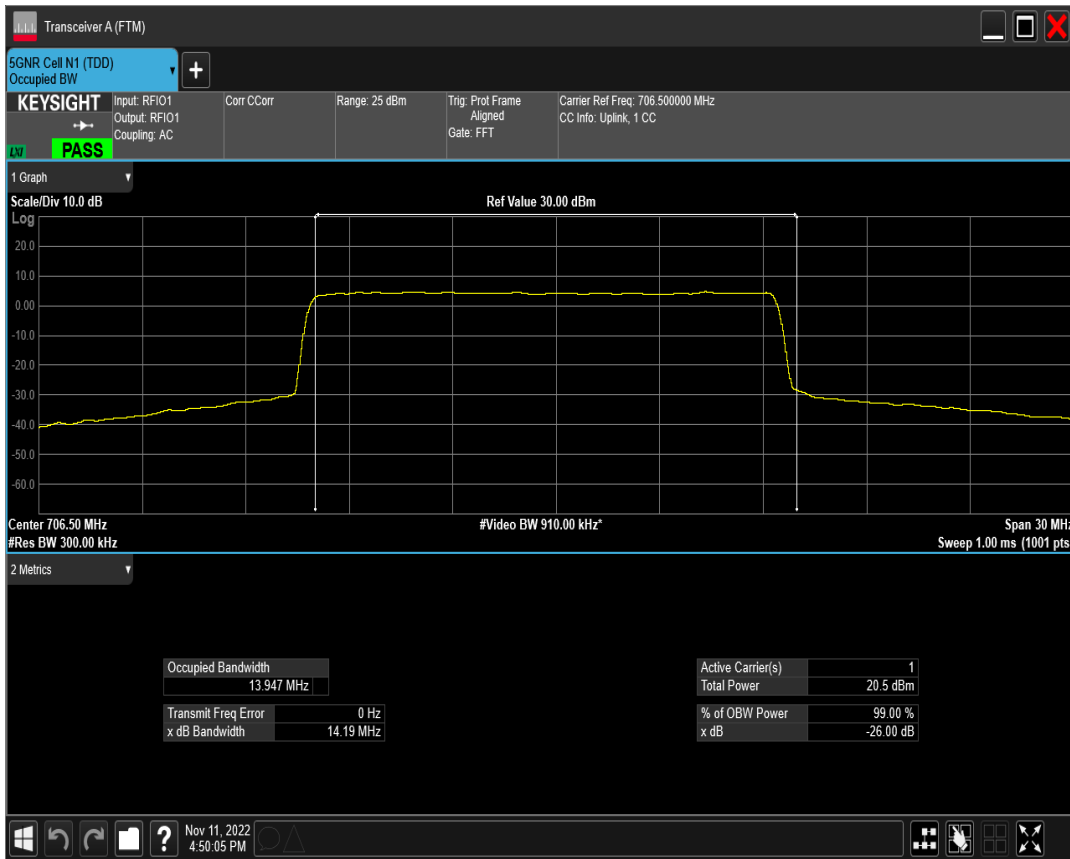 Transceiver A (FTM)
5GNR Cell N1 (TDD)
Occupied BW
+
KEYSIGHT
LXI
PASS
Input: RFIO1
Output: RFIO1
Coupling: AC
Corr CCorr
Range: 25 dBm
Trig: Prot Frame
Aligned
Gate: FFT
Carrier Ref Freq: 706.500000 MHz
CC Info: Uplink, 1 CC
1 Graph
Scale/Div 10.0 dB
Ref Value 30.00 dBm
Log
20.0
10.0
0.00
-10.0
-20.0
-30.0
-40.0
-50.0
-60.0
Center 706.50 MHz
#Video BW 910.00 kHz*
Span 30 MHz
#Res BW 300.00 kHz
Sweep 1.00 ms (1001 pts
2 Metrics
Occupied Bandwidth
13.947 MHz
Transmit Freq Error 0 Hz
x dB Bandwidth 14.19 MHz
Active Carrier(s) 1
Total Power 20.5 dBm
% of OBW Power 99.00 %
x dB -26.00 dB
?
Nov 11, 2022
4:50:05 PM